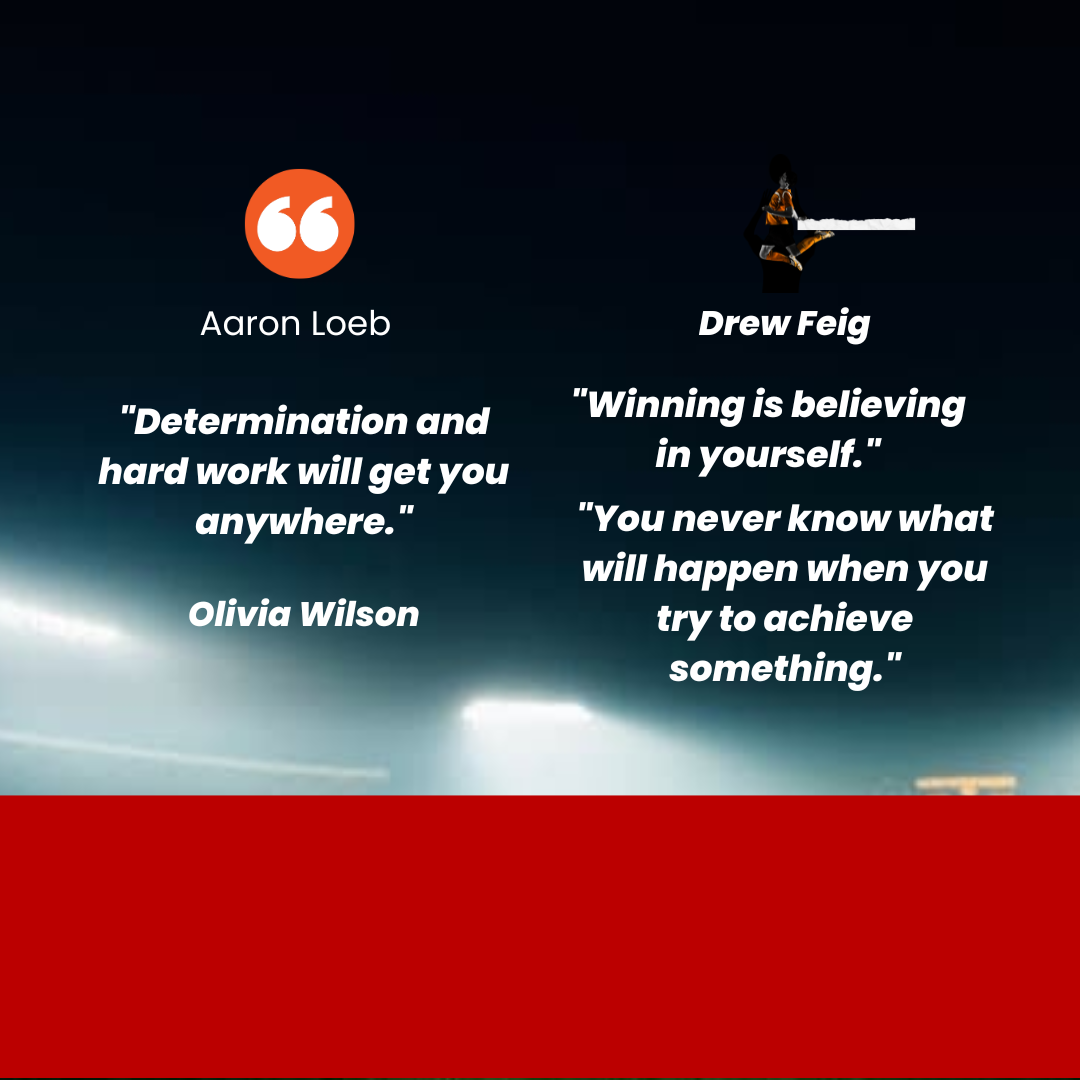 Aaron Loeb
"Determination and
hard work will get you
anywhere."
Olivia Wilson
Drew Feig
"Winning is believing
in yourself."
"You never know what
will happen when you
try to achieve
something."